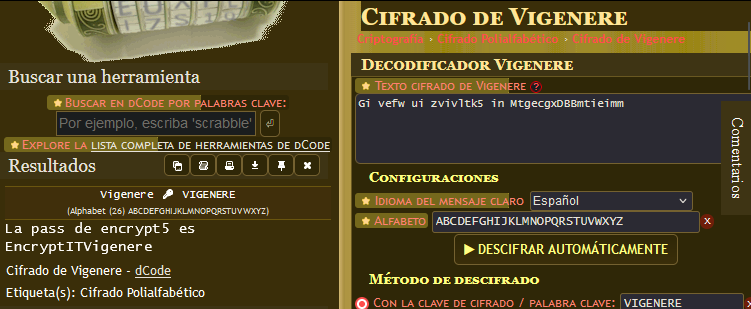 Buscar una herramienta
★ Buscar en dCode por palabras clave:
Por ejemplo, escriba 'scrabble'
★ Explore la lista completa de herramientas de dCode
Resultados
Vigenere 🔑 VIGENERE
(Alphabet (26) ABCDEFGHIJKLMNOPQRSTUVWXYZ)
La pass de encrypt5 es
EncryptITVigenere
Cifrado de Vigenere - dCode
Etiqueta(s): Cifrado Polialfabético
Cifrado de Vigenere
Criptografía › Cifrado Polialfabético › Cifrado de Vigenere
Decodificador Vigenere
★ Texto cifrado de Vigenere ?
Gi vefw ui zvivltk5 in MtgecgxDBBmtieimm
Configuraciones
★ Idioma del mensaje claro Español
★ Alfabeto ABCDEFGHIJKLMNOPQRSTUVWXYZ x
▶ DESCIFRAR AUTOMÁTICAMENTE
Método de descifrado
Con la clave de cifrado / palabra clave: VIGENERE
Comentarios